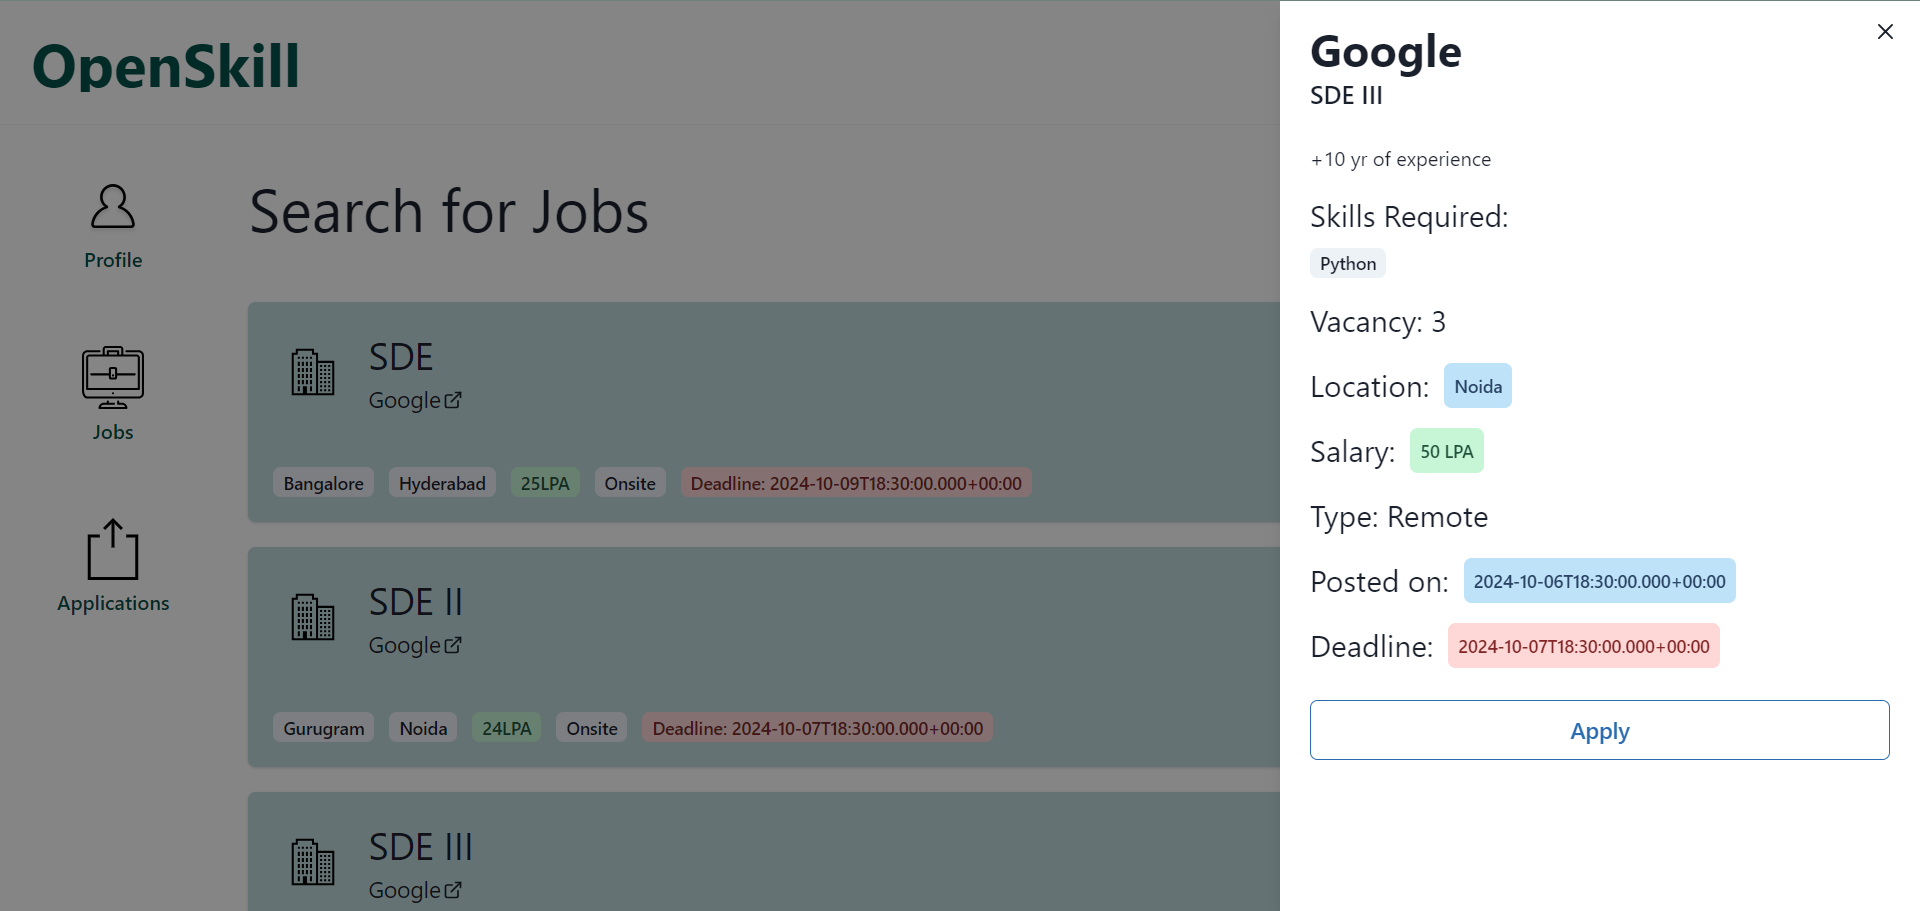 OpenSkill
Profile
Jobs
Applications
Search for Jobs
SDE
Google
Bangalore Hyderabad 25LPA Onsite Deadline: 2024-10-09T18:30:00.000+00:00
SDE II
Google
Gurugram Noida 24LPA Onsite Deadline: 2024-10-07T18:30:00.000+00:00
SDE III
Google
Google
SDE III
+10 yr of experience
Skills Required:
Python
Vacancy: 3
Location: Noida
Salary: 50 LPA
Type: Remote
Posted on: 2024-10-06T18:30:00.000+00:00
Deadline: 2024-10-07T18:30:00.000+00:00
Apply